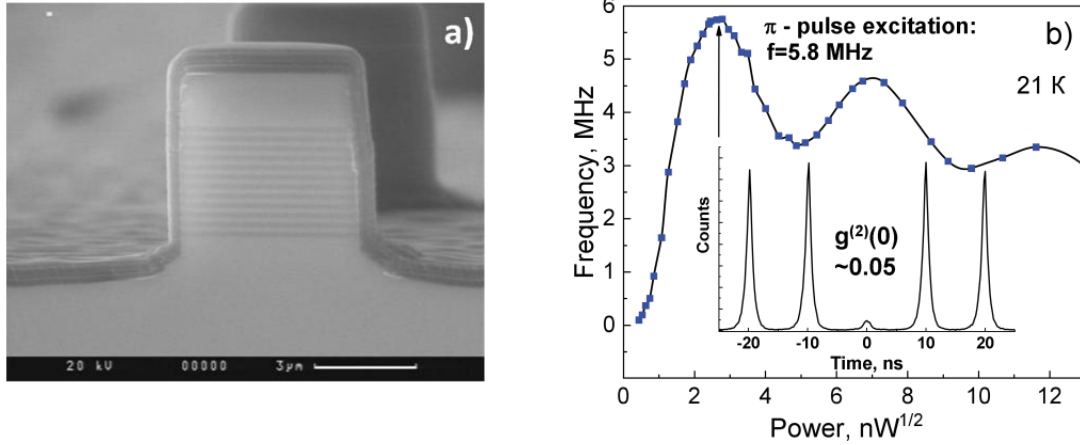 a)
20 kV 00000 3µm
6
5
4
3
2
1
0
Frequency, MHz
π - pulse excitation:
f=5.8 MHz
b)
21 K
Counts
g(2)(0)
~0.05
-20 -10 0 10 20
Time, ns
0 2 4 6 8 10 12
Power, nW1/2